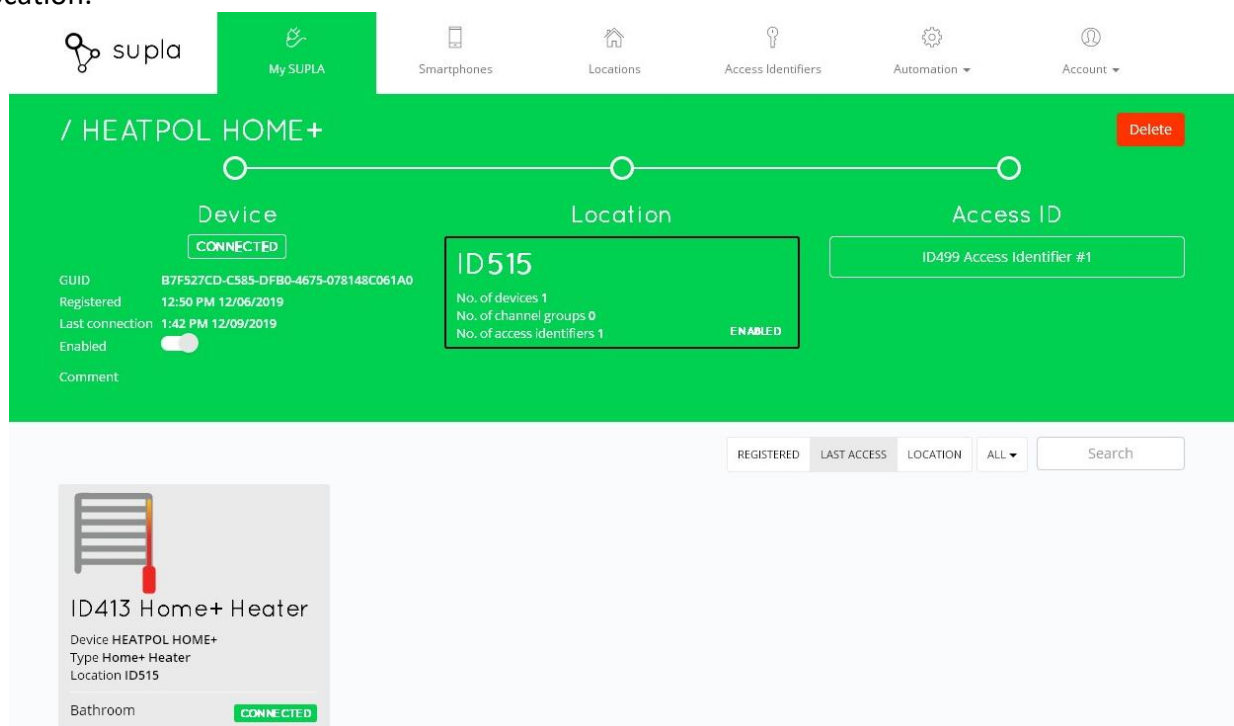 supla
My SUPLA
Smartphones
Locations
Access Identifiers
Automation
Account
/ HEATPOL HOME+
Delete
Device
CONNECTED
GUID B7F527CD-C585-DFB0-4675-078148C061A0
Registered 12:50 PM 12/06/2019
Last connection 1:42 PM 12/09/2019
Enabled
Comment
Location
ID515
No. of devices 1
No. of channel groups 0
No. of access identifiers 1
ENABLED
Access ID
ID499 Access Identifier #1
REGISTERED LAST ACCESS LOCATION ALL Search
ID413 Home+ Heater
Device HEATPOL HOME+
Type Home+ Heater
Location ID515
Bathroom CONNECTED